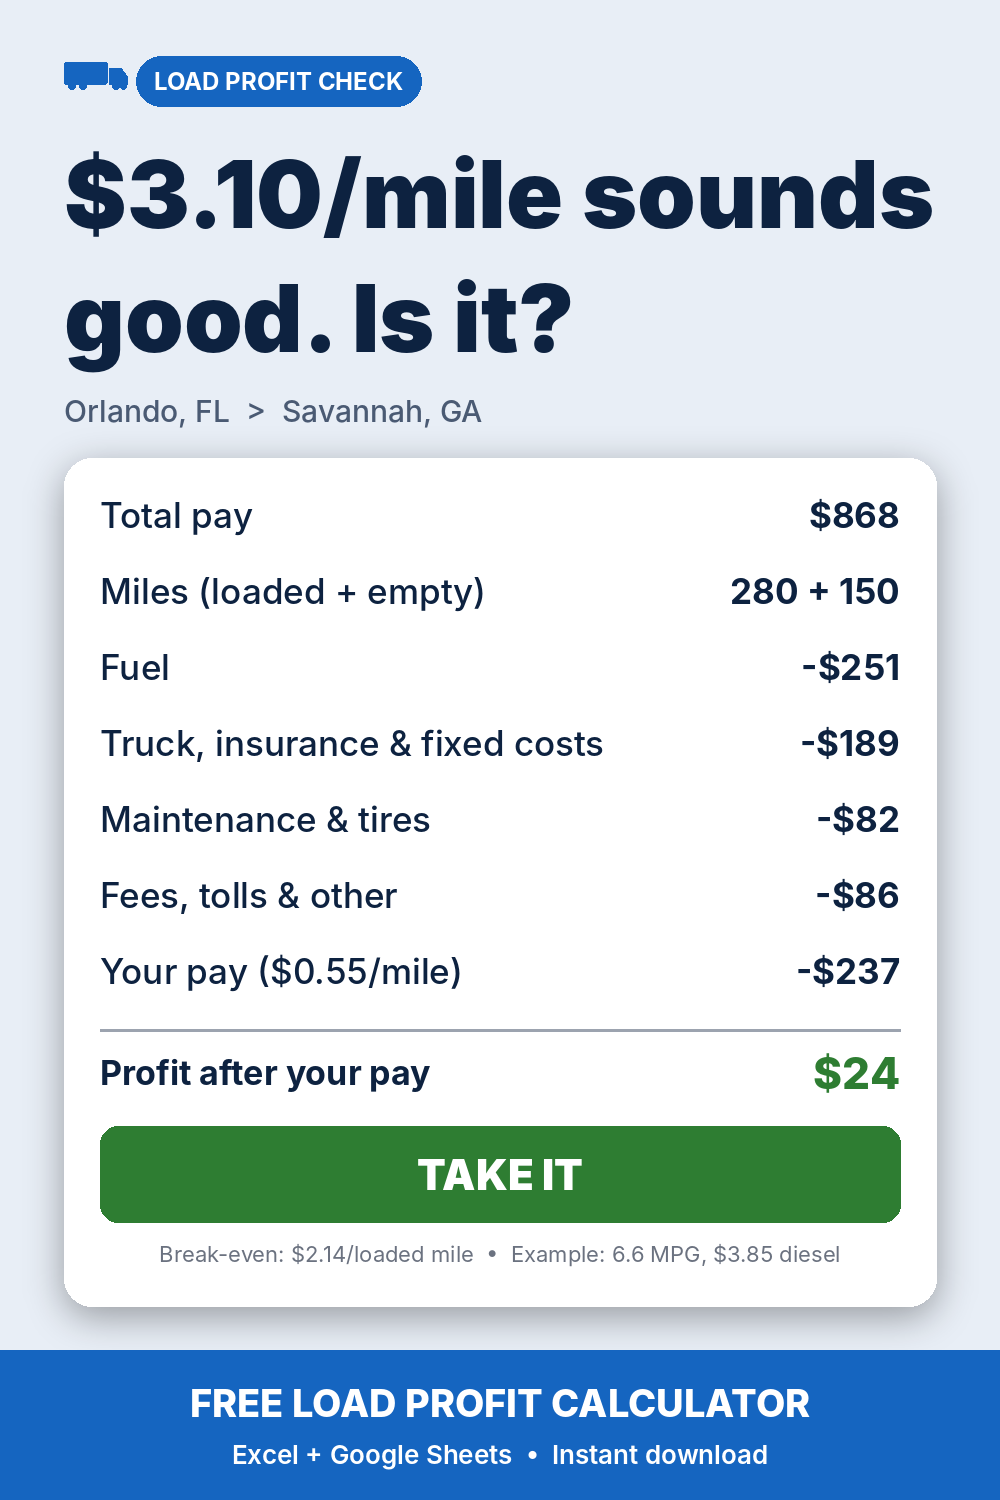 LOAD PROFIT CHECK
$3.10/mile sounds
good. Is it?
Orlando, FL > Savannah, GA
Total pay $868
Miles (loaded + empty) 280 + 150
Fuel -$251
Truck, insurance & fixed costs -$189
Maintenance & tires -$82
Fees, tolls & other -$86
Your pay ($0.55/mile) -$237
Profit after your pay $24
TAKE IT
Break-even: $2.14/loaded mile • Example: 6.6 MPG, $3.85 diesel
FREE LOAD PROFIT CALCULATOR
Excel + Google Sheets • Instant download